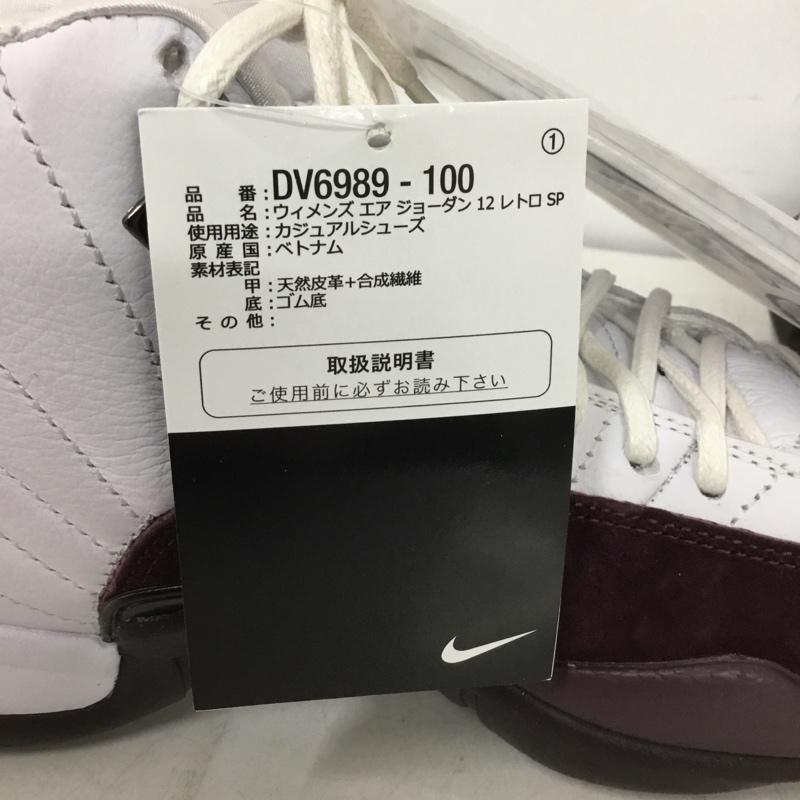 ①
品番：DV6989 - 100
品名：ウィメンズ エア ジョーダン 12 レトロ SP
使用用途：カジュアルシューズ
原産国：ベトナム
素材表記
甲：天然皮革+合成繊維
底：ゴム底
その他：
取扱説明書
ご使用前に必ずお読み下さい